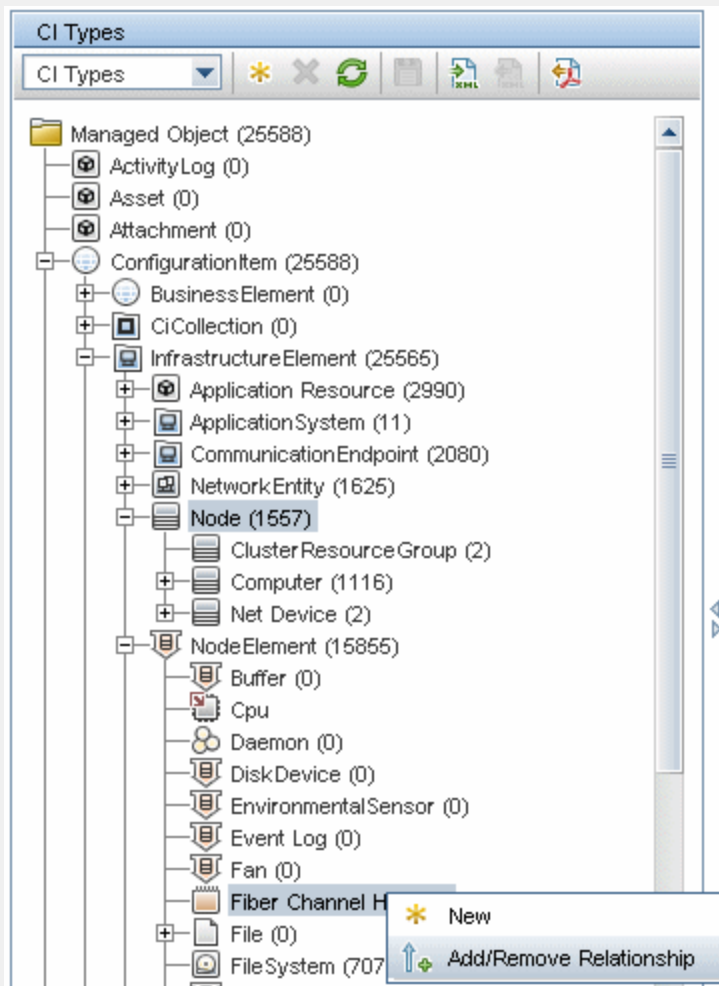 CI Types
CI Types
XML
Managed Object (25588)
ActivityLog (0)
Asset (0)
Attachment (0)
ConfigurationItem (25588)
BusinessElement (0)
CiCollection (0)
InfrastructureElement (25565)
Application Resource (2990)
ApplicationSystem (11)
CommunicationEndpoint (2080)
NetworkEntity (1625)
Node (1557)
ClusterResourceGroup (2)
Computer (1116)
Net Device (2)
NodeElement (15855)
Buffer (0)
Cpu
Daemon (0)
DiskDevice (0)
EnvironmentalSensor (0)
Event Log (0)
Fan (0)
Fiber Channel H
New
File (0)
Add/Remove Relationship
FileSystem (707